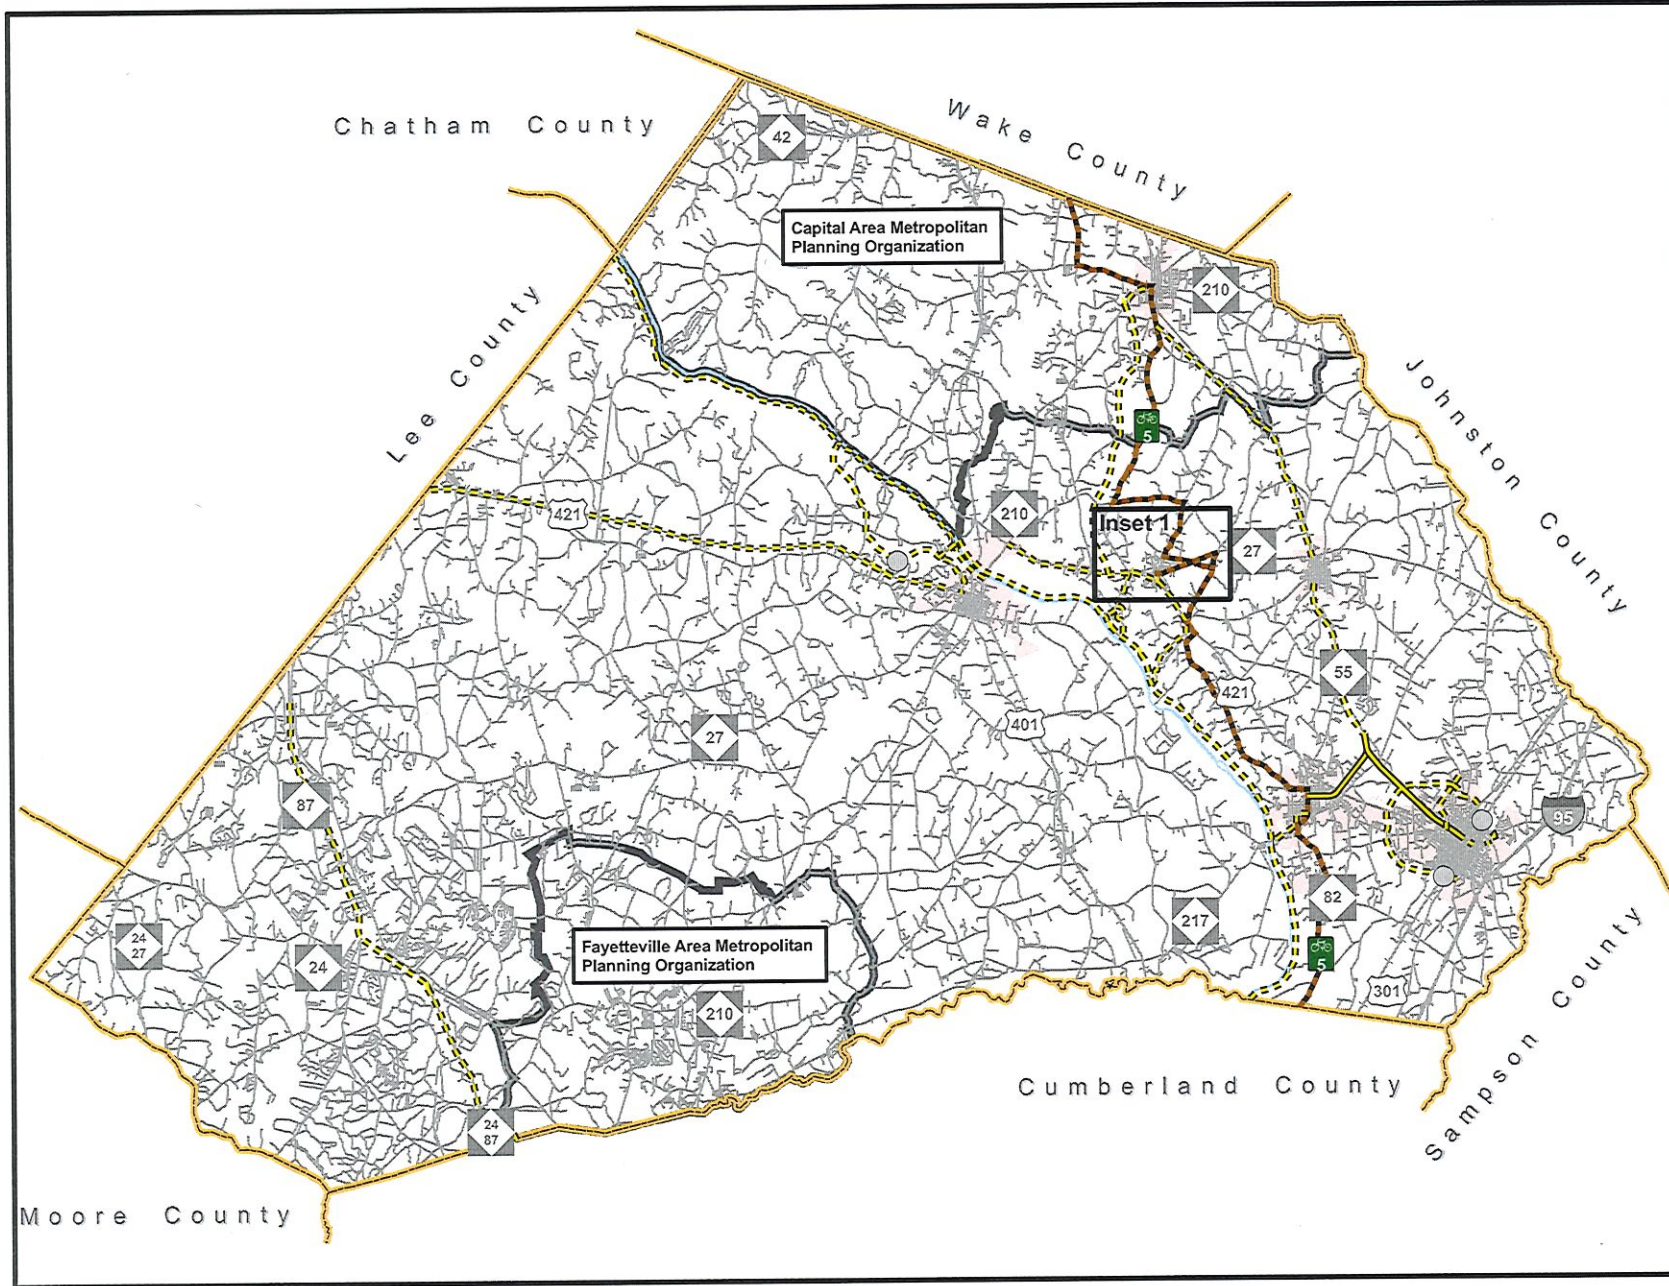 Chatham County
Wake County
42
Capital Area Metropolitan
Planning Organization
210
Lee County
Johnston County
5
421
210
Inset 1
27
55
421
401
27
87
95
82
217
Fayetteville Area Metropolitan
Planning Organization
24
27
24
5
301
210
Sampson County
Cumberland County
24
87
Moore County